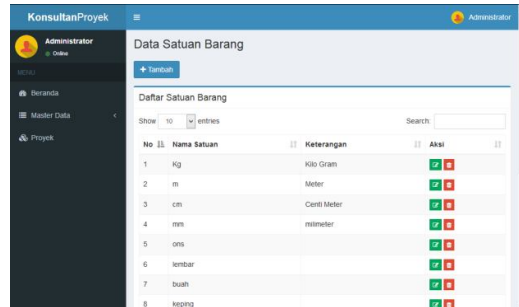 KonsultanProyek
Administrator
Administrator
Online
MENU
Beranda
Master Data
Proyek
Data Satuan Barang
+ Tambah
Daftar Satuan Barang
Show 10 entries
Search:
No Nama Satuan Keterangan Aksi
1 Kg Kilo Gram
2 m Meter
3 cm Centi Meter
4 mm milimeter
5 ons
6 lembar
7 buah
8 keping